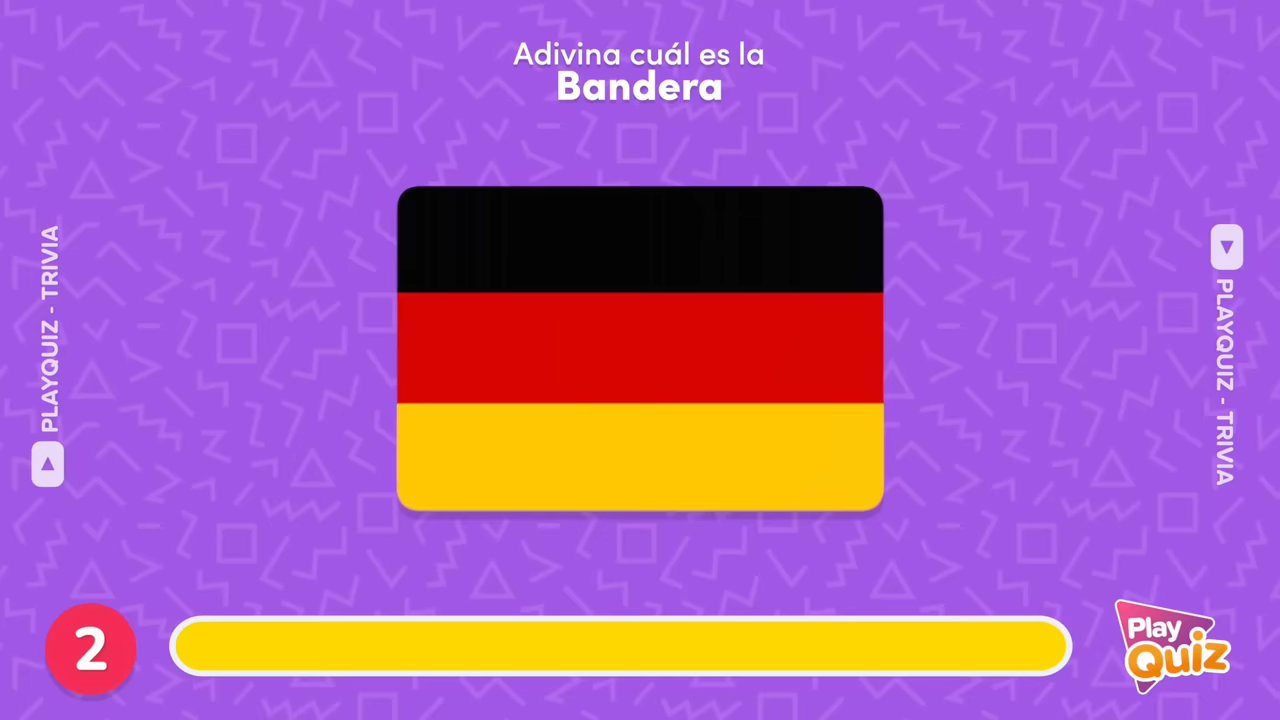 Adivina cuál es la
Bandera
PLAYQUIZ - TRIVIA
PLAYQUIZ - TRIVIA
2
Play
Quiz